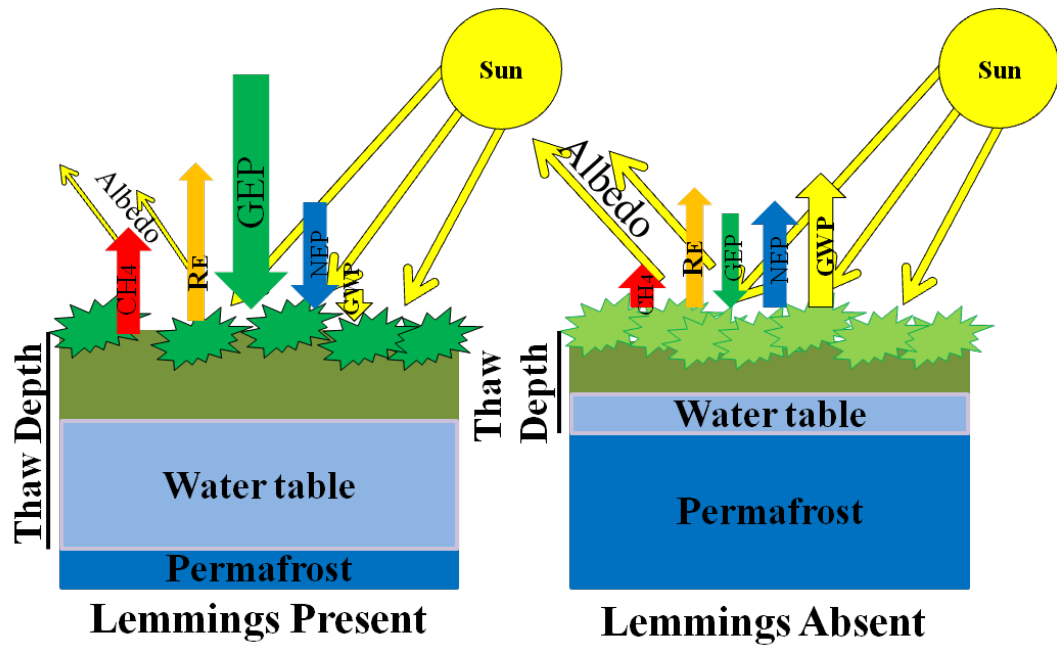 Sun
Albedo
CH4
RE
GEP
NEP
GWP
Thaw Depth
Water table
Permafrost
Lemmings Present
Sun
Albedo
CH4
RE
GEP
NEP
GWP
Thaw
Depth
Water table
Permafrost
Lemmings Absent